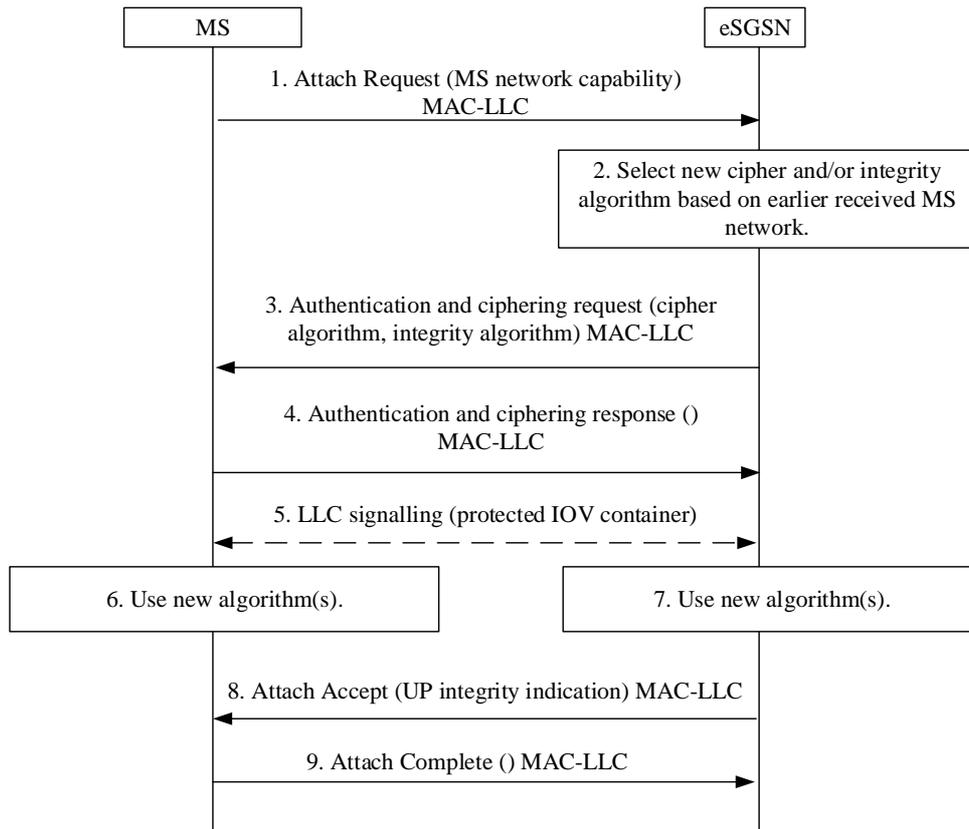 MS
eSGSN
1. Attach Request (MS network capability)
MAC-LLC
2. Select new cipher and/or integrity
algorithm based on earlier received MS
network.
3. Authentication and ciphering request (cipher
algorithm, integrity algorithm) MAC-LLC
4. Authentication and ciphering response ()
MAC-LLC
5. LLC signalling (protected IOV container)
6. Use new algorithm(s).
7. Use new algorithm(s).
8. Attach Accept (UP integrity indication) MAC-LLC
9. Attach Complete () MAC-LLC